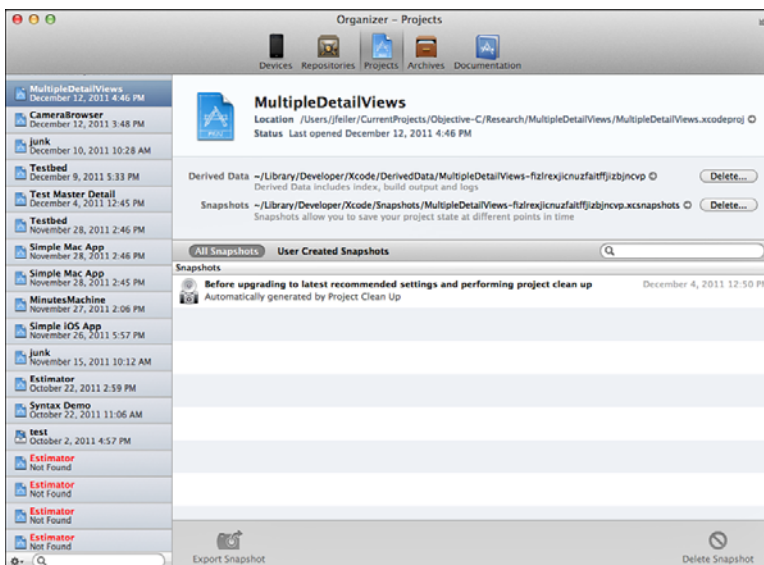 Organizer – Projects
Devices Repositories Projects Archives Documentation
MultipleDetailViews
December 12, 2011 4:46 PM
CameraBrowser
December 12, 2011 3:48 PM
junk
December 10, 2011 10:28 AM
Testbed
December 9, 2011 5:33 PM
Test Master Detail
December 4, 2011 12:45 PM
Testbed
November 28, 2011 2:46 PM
Simple Mac App
November 28, 2011 2:46 PM
Simple Mac App
November 28, 2011 2:45 PM
MinutesMachine
November 27, 2011 2:06 PM
Simple iOS App
November 26, 2011 5:57 PM
junk
November 15, 2011 10:12 AM
Estimator
October 22, 2011 2:59 PM
Syntax Demo
October 22, 2011 11:06 AM
test
October 2, 2011 4:57 PM
Estimator
Not Found
Estimator
Not Found
Estimator
Not Found
Estimator
Not Found
PROJ
MultipleDetailViews
Location /Users/jfeiler/CurrentProjects/Objective-C/Research/MultipleDetailViews/MultipleDetailViews.xcodeproj
Status Last opened December 12, 2011 4:46 PM
Derived Data ~/Library/Developer/Xcode/DerivedData/MultipleDetailViews-fizlrexjicnuzfaitffjizbjncvp Delete...
Derived Data includes index, build output and logs
Snapshots ~/Library/Developer/Xcode/Snapshots/MultipleDetailViews-fizlrexjicnuzfaitffjizbjncvp.xcsnapshots Delete...
Snapshots allow you to save your project state at different points in time
All Snapshots User Created Snapshots
Snapshots
Before upgrading to latest recommended settings and performing project clean up December 4, 2011 12:50 PM
Automatically generated by Project Clean Up
Export Snapshot Delete Snapshot